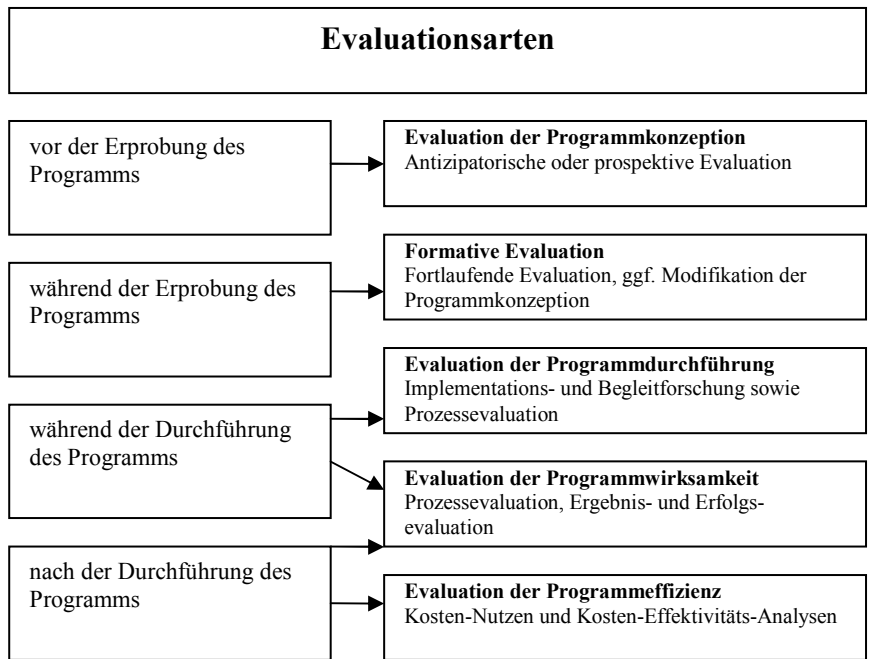 Evaluationsarten
vor der Erprobung des
Programms
Evaluation der Programmkonzeption
Antizipatorische oder prospektive Evaluation
während der Erprobung des
Programms
Formative Evaluation
Fortlaufende Evaluation, ggf. Modifikation der
Programmkonzeption
während der Durchführung
des Programms
Evaluation der Programmdurchführung
Implementations- und Begleitforschung sowie
Prozessevaluation
Evaluation der Programmwirksamkeit
Prozessevaluation, Ergebnis- und Erfolgs-
evaluation
nach der Durchführung des
Programms
Evaluation der Programmeffizienz
Kosten-Nutzen und Kosten-Effektivitäts-Analysen